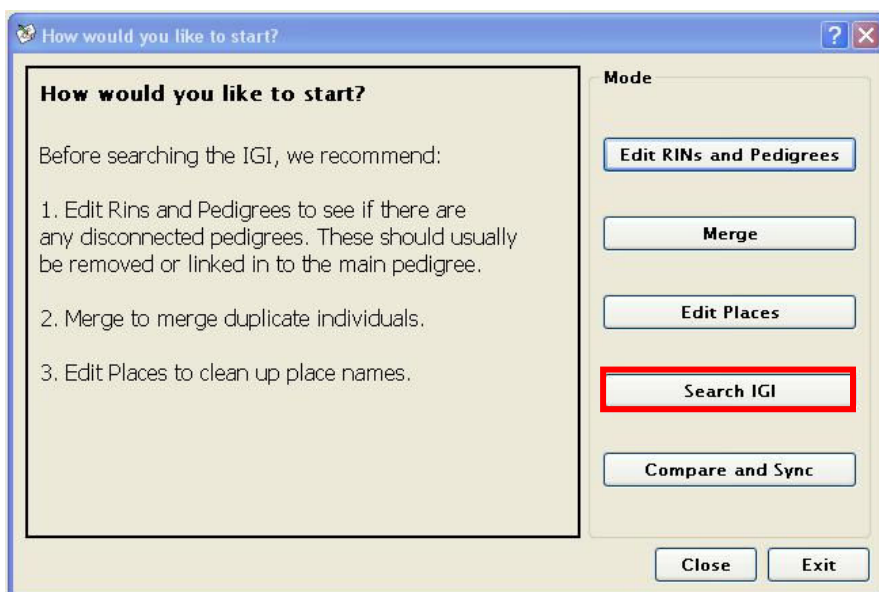 How would you like to start?
How would you like to start?
Before searching the IGI, we recommend:
1. Edit Rins and Pedigrees to see if there are
any disconnected pedigrees. These should usually
be removed or linked in to the main pedigree.
2. Merge to merge duplicate individuals.
3. Edit Places to clean up place names.
Mode
Edit RINs and Pedigrees
Merge
Edit Places
Search IGI
Compare and Sync
Close
Exit